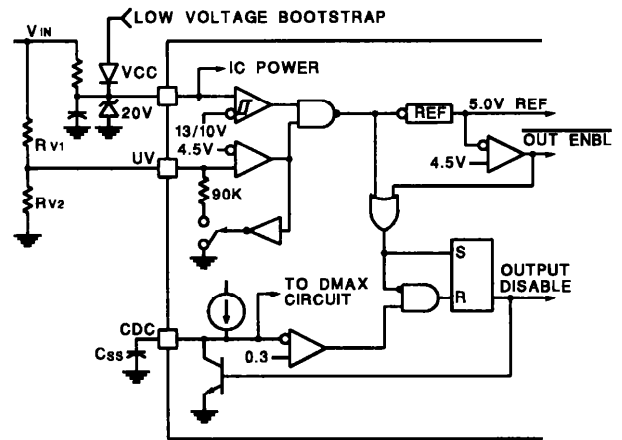 LOW VOLTAGE BOOTSTRAP
VIN
VCC
IC POWER
20V
13/10V
REF
5.0V REF
4.5V
OUT ENBL
4.5V
RV1
UV
90K
RV2
S
OUTPUT
DISABLE
R
TO DMAX
CIRCUIT
CDC
CSS
0.3